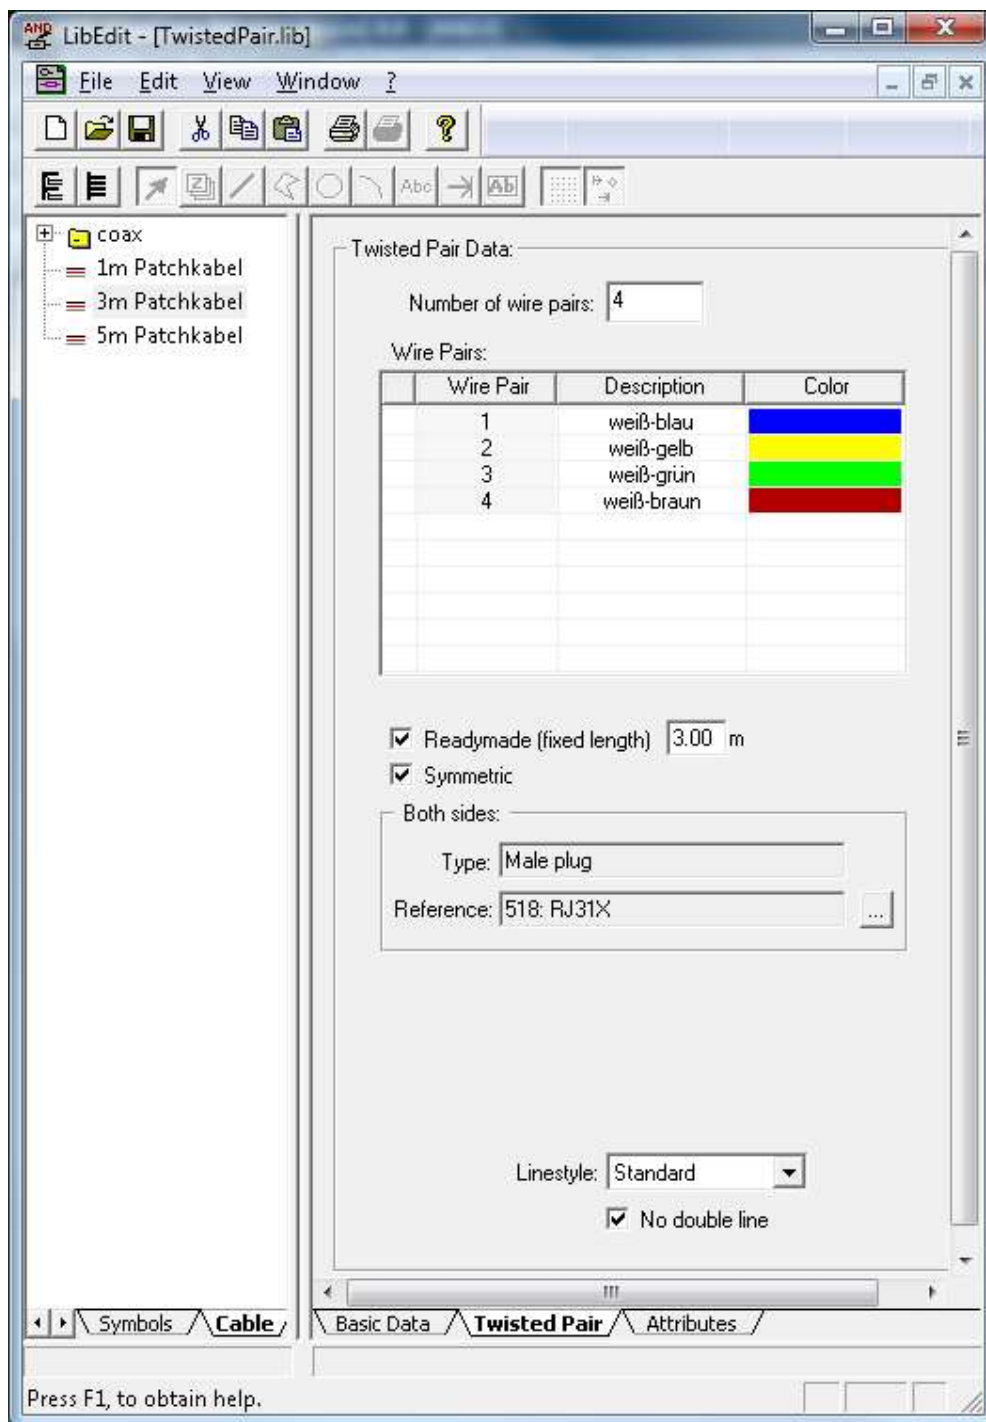 LibEdit - [TwistedPair.lib]
File Edit View Window ?
Abc Ab
coax
1m Patchkabel
3m Patchkabel
5m Patchkabel
Twisted Pair Data:
Number of wire pairs: 4
Wire Pairs:
Wire Pair Description Color
1 weiß-blau
2 weiß-gelb
3 weiß-grün
4 weiß-braun
Readymade (fixed length) 3.00 m
Symmetric
Both sides:
Type: Male plug
Reference: 518: RJ31X ...
Linestyle: Standard
No double line
Symbols Cable Basic Data Twisted Pair Attributes
Press F1, to obtain help.